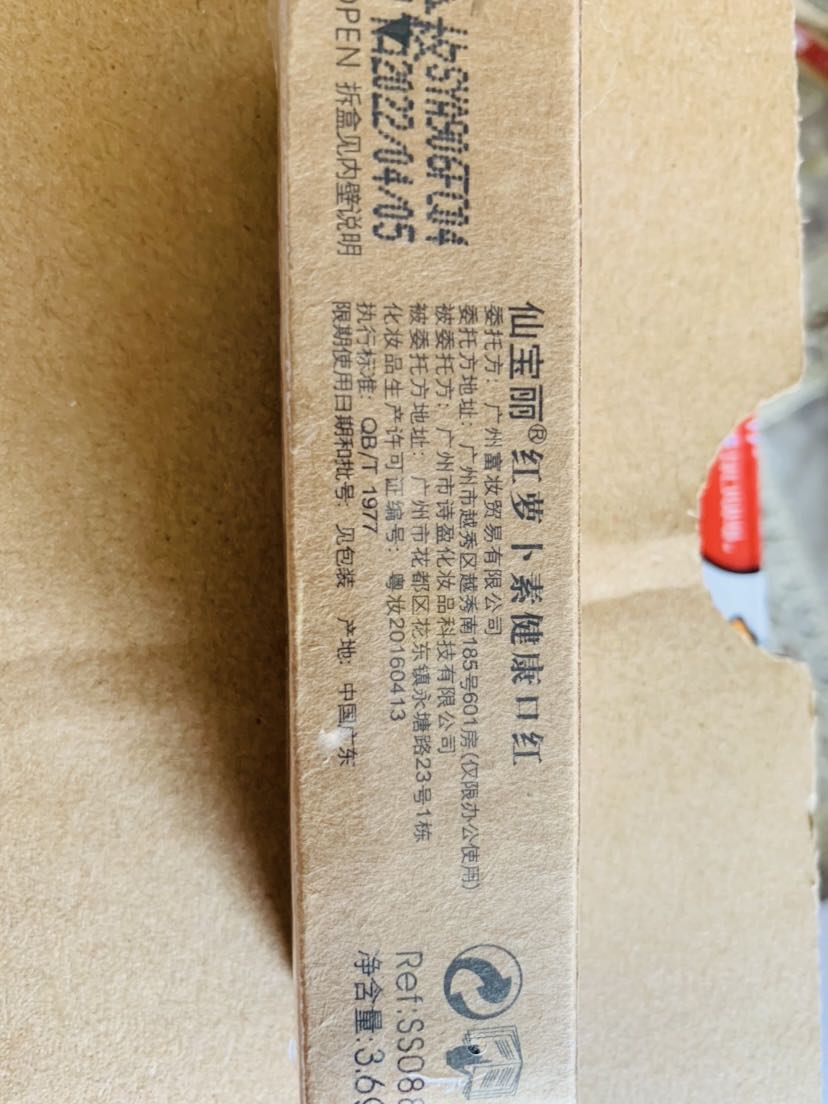 OPEN 拆盒见内壁说明
2022/04/05
仙宝丽® 红萝卜素健康口红
委托方：广州富妆贸易有限公司
委托方地址：广州市越秀区越秀南185号601房(仅限办公使用)
被委托方：广州市诗盈化妆品科技有限公司
被委托方地址：广州市花都区花东镇永塘路23号1栋
化妆品生产许可证编号：粤妆20160413
执行标准：QB/T 1977
限期使用日期和批号：见包装 产地：中国广东
Ref:SS088
净含量:3.6